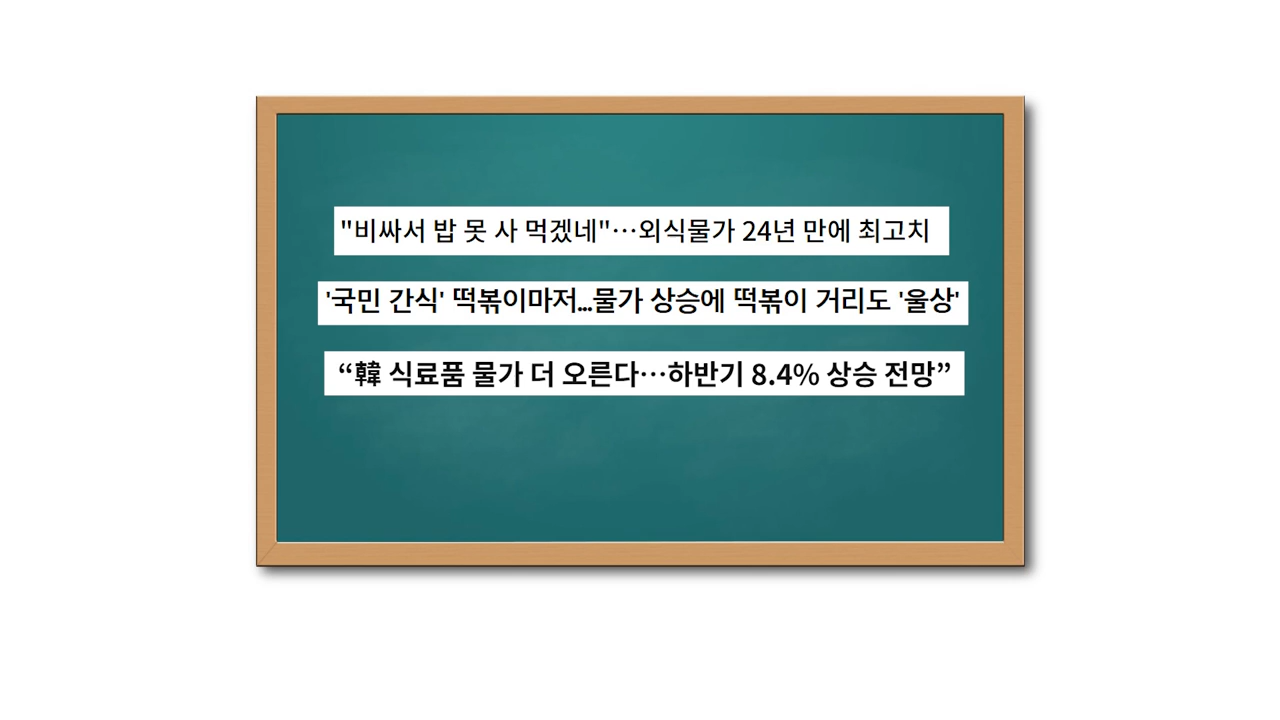 "비싸서 밥 못 사 먹겠네"⋯외식물가 24년 만에 최고치
'국민 간식' 떡볶이마저...물가 상승에 떡볶이 거리도 '울상'
“韓 식료품 물가 더 오른다⋯하반기 8.4% 상승 전망”